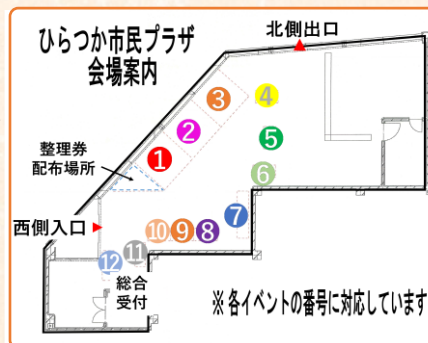 ひらつか市民プラザ
会場案内
北側出口
3
4
2
整理券
配布場所
1
5
6
西側入口
7
10 9 8
11
12
総合
受付
※ 各イベントの番号に対応しています